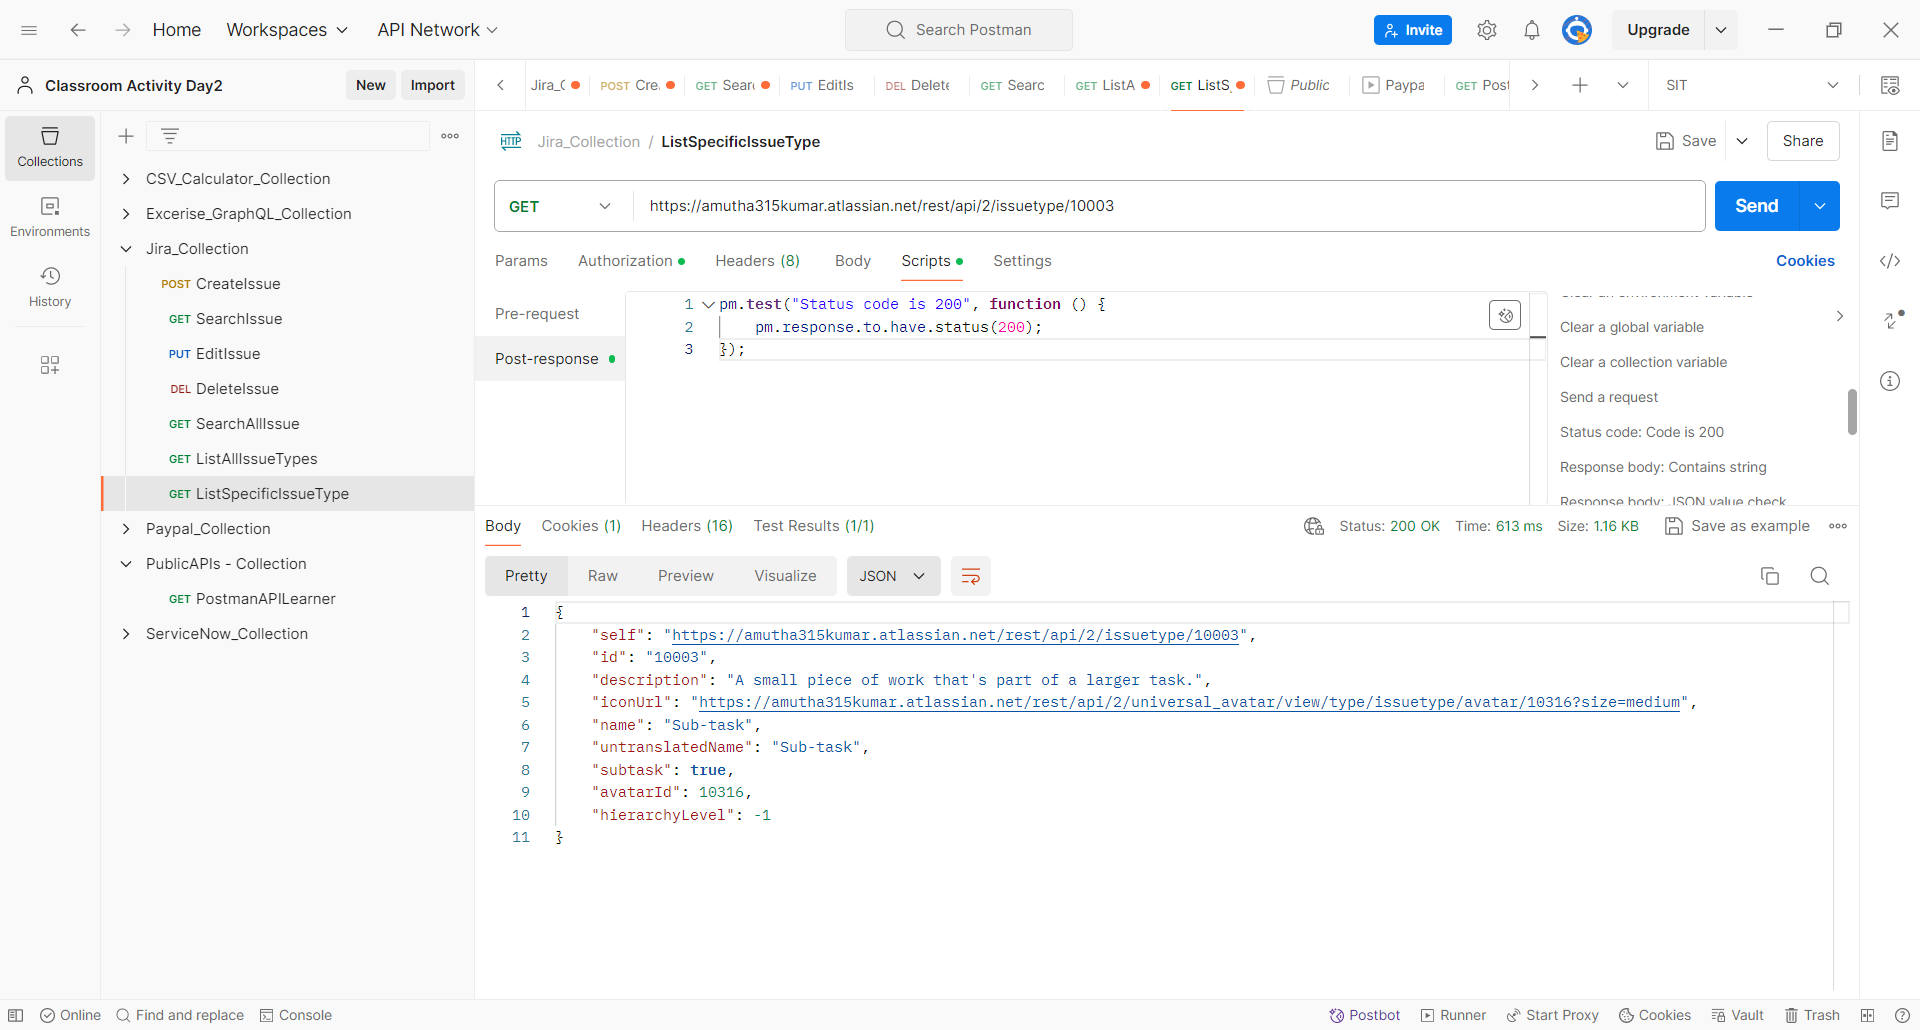 Home Workspaces API Network Search Postman Invite Upgrade
Classroom Activity Day2 New Import Jira_C POST Cre. GET Sear PUT EditIs DEL Delete GET Searc GET ListA GET ListS Public Paypa GET Post SIT
Collections
Environments
History
CSV_Calculator_Collection
Excerise_GraphQL_Collection
Jira_Collection
POST CreateIssue
GET SearchIssue
PUT EditIssue
DEL DeleteIssue
GET SearchAllIssue
GET ListAllIssueTypes
GET ListSpecificIssueType
Paypal_Collection
PublicAPIs - Collection
GET PostmanAPILearner
ServiceNow_Collection
HTTP Jira_Collection / ListSpecificIssueType Save Share
GET https://amutha315kumar.atlassian.net/rest/api/2/issuetype/10003 Send
Params Authorization Headers (8) Body Scripts Settings Cookies
Pre-request
Post-response
1 pm.test("Status code is 200", function () {
2 pm.response.to.have.status(200);
3 });
Clear an environment variable
Clear a global variable
Clear a collection variable
Send a request
Status code: Code is 200
Response body: Contains string
Response body: JSON value check
Body Cookies (1) Headers (16) Test Results (1/1) Status: 200 OK Time: 613 ms Size: 1.16 KB Save as example
Pretty Raw Preview Visualize JSON
1 {
2 "self": "https://amutha315kumar.atlassian.net/rest/api/2/issuetype/10003",
3 "id": "10003",
4 "description": "A small piece of work that's part of a larger task.",
5 "iconUrl": "https://amutha315kumar.atlassian.net/rest/api/2/universal_avatar/view/type/issuetype/avatar/10316?size=medium",
6 "name": "Sub-task",
7 "untranslatedName": "Sub-task",
8 "subtask": true,
9 "avatarId": 10316,
10 "hierarchyLevel": -1
11 }
Online Find and replace Console Postbot Runner Start Proxy Cookies Vault Trash